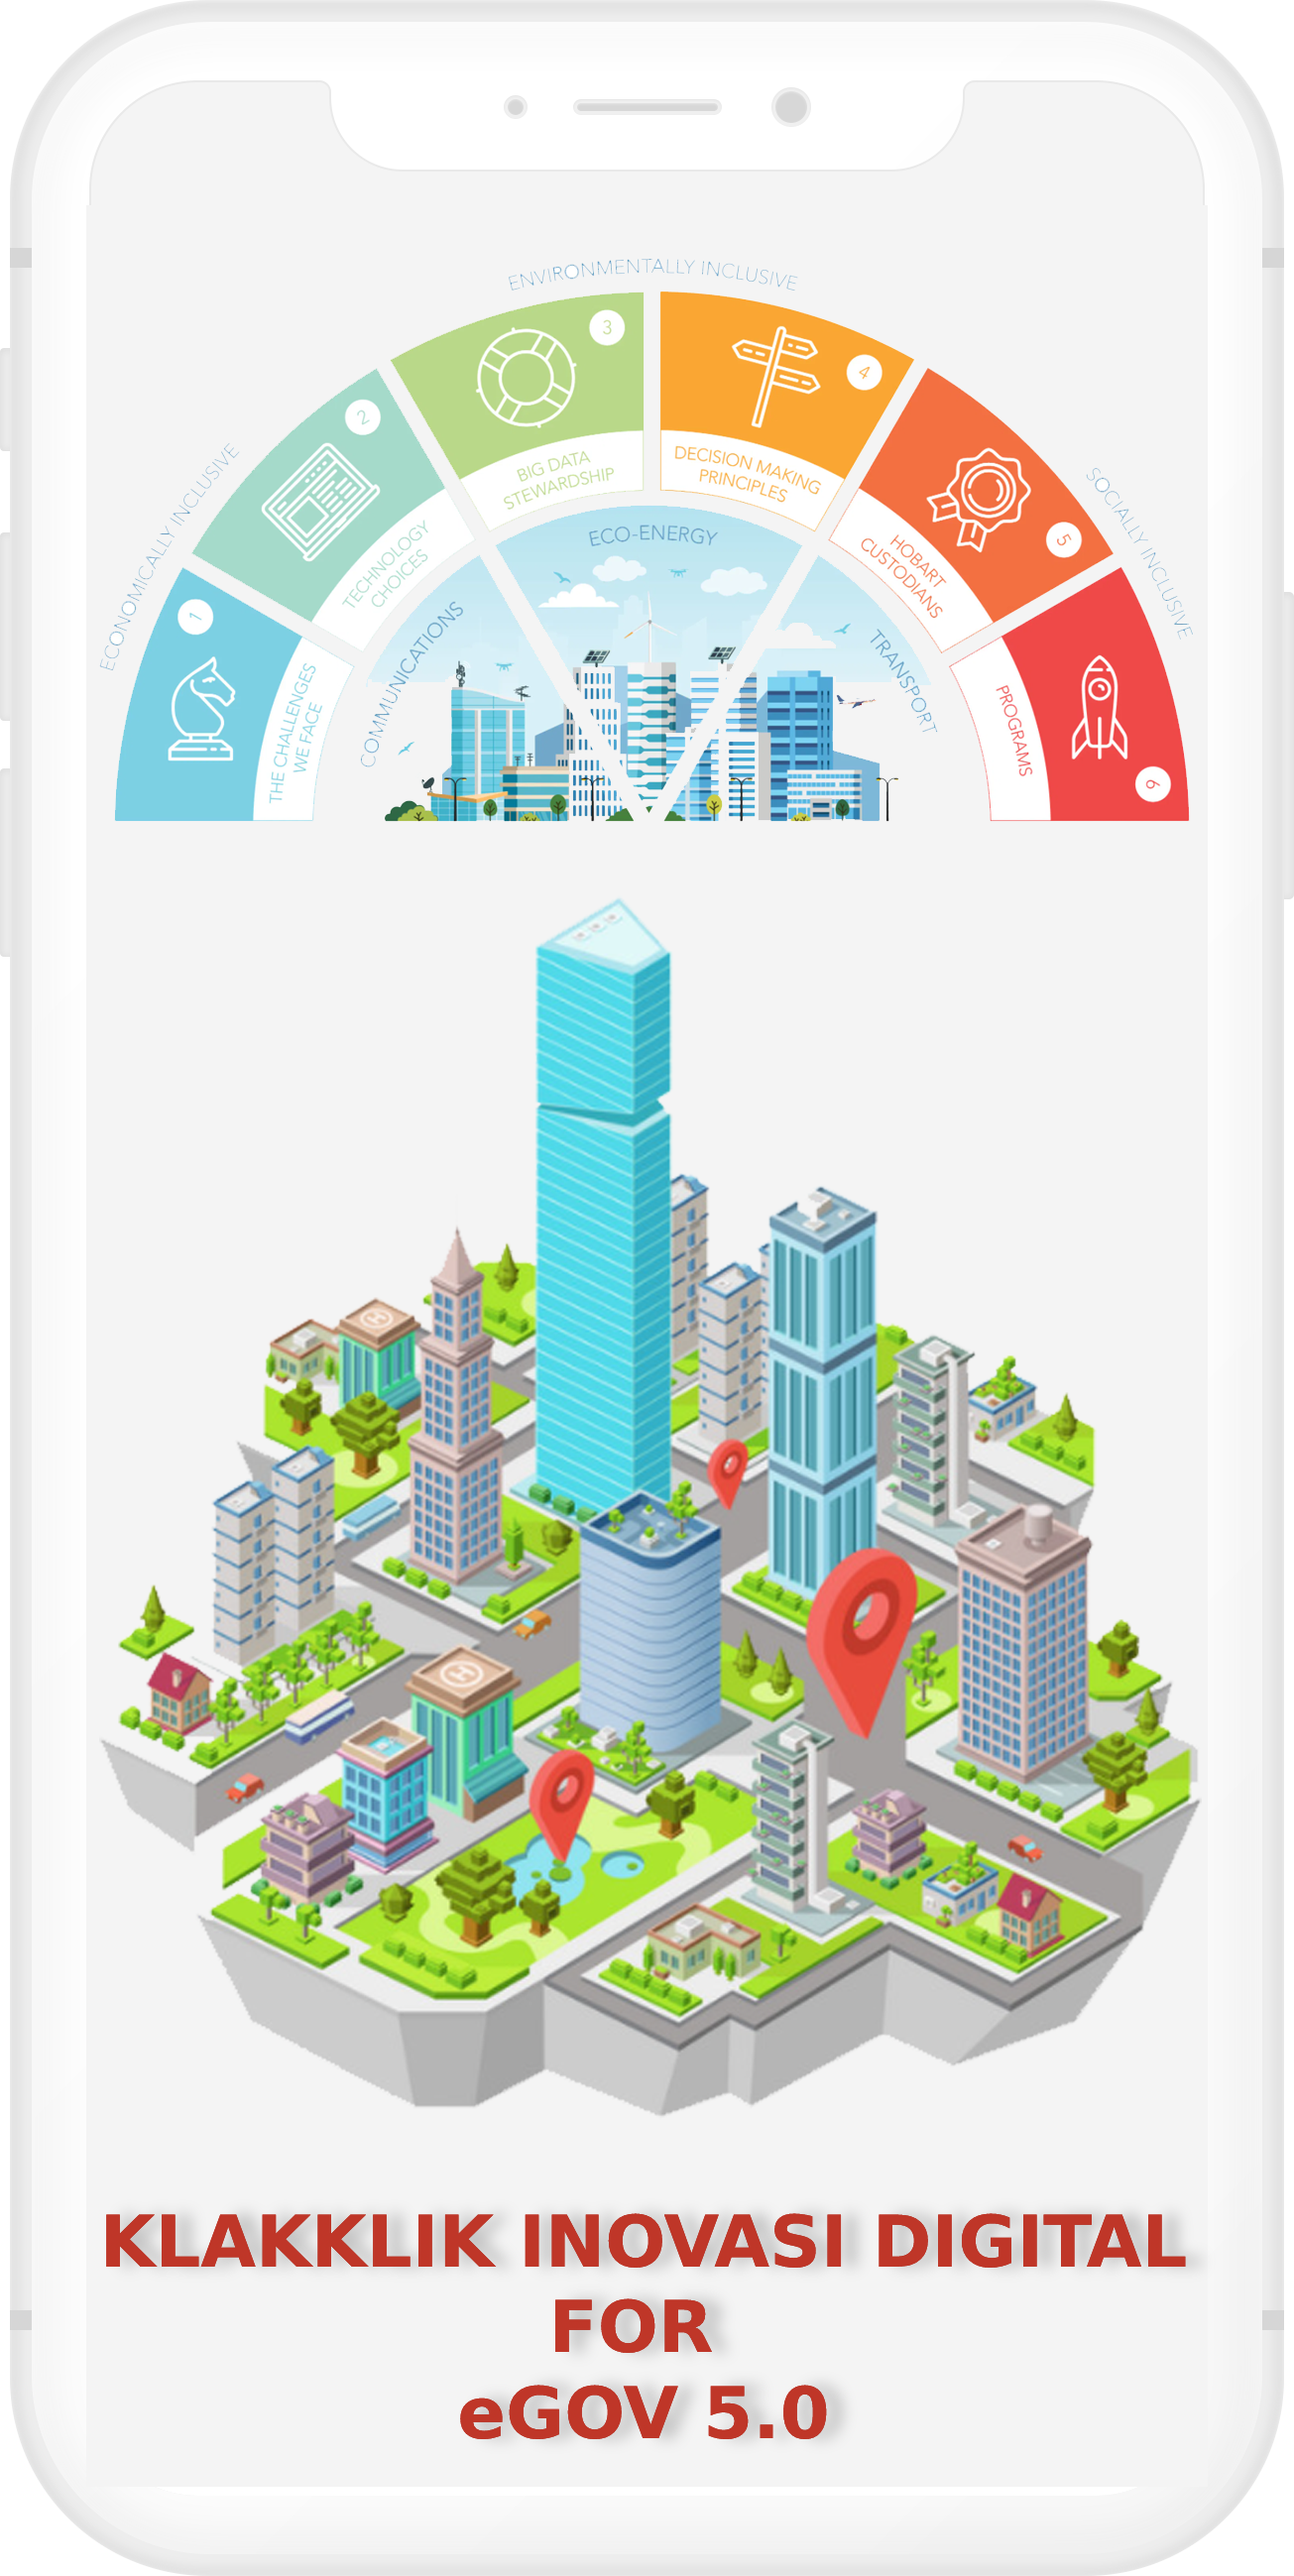 ENVIRONMENTALLY INCLUSIVE
ECONOMICALLY INCLUSIVE
SOCIALLY INCLUSIVE
1
THE CHALLENGES
WE FACE
2
TECHNOLOGY
CHOICES
3
BIG DATA
STEWARDSHIP
4
DECISION MAKING
PRINCIPLES
5
HOBART
CUSTODIANS
6
PROGRAMS
COMMUNICATIONS
ECO-ENERGY
TRANSPORT
H
H
KLAKKLIK INOVASI DIGITAL
FOR
eGOV 5.0